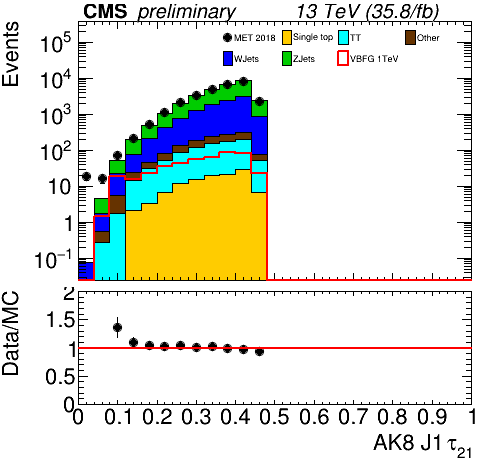 CMS preliminary 13 TeV (35.8/fb)
MET 2018 Single top TT Other
WJets ZJets VBFG 1TeV
Events
10^5
10^4
10^3
10^2
10
1
10^-1
Data/MC
2
1.5
1
0.5
0
0 0.1 0.2 0.3 0.4 0.5 0.6 0.7 0.8 0.9 1
AK8 J1 τ_21